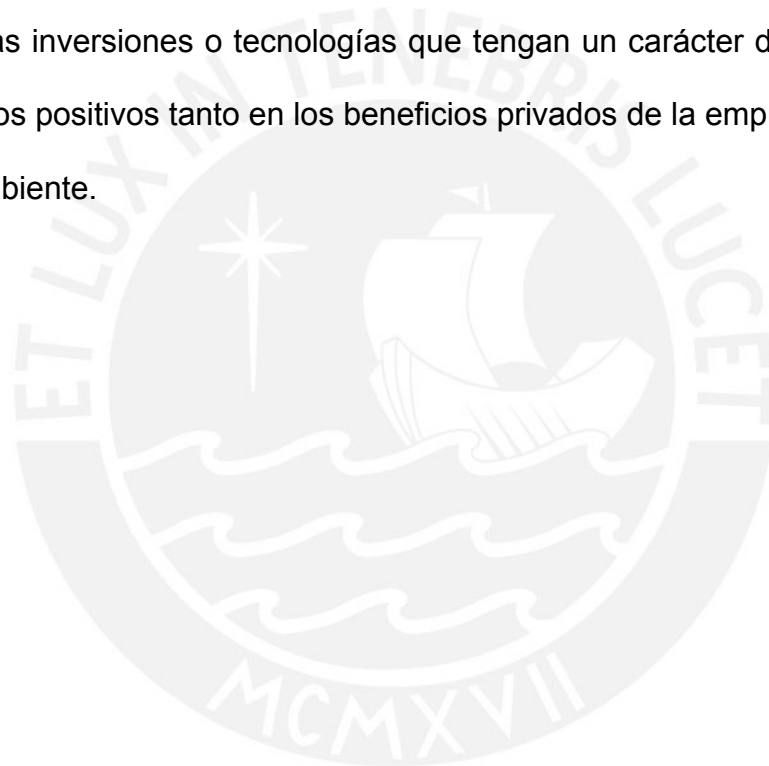 as inversiones o tecnologías que tengan un carácter d
os positivos tanto en los beneficios privados de la emp
biente.
ET LUX IN TENEBRIS LUCET
MCMXVII